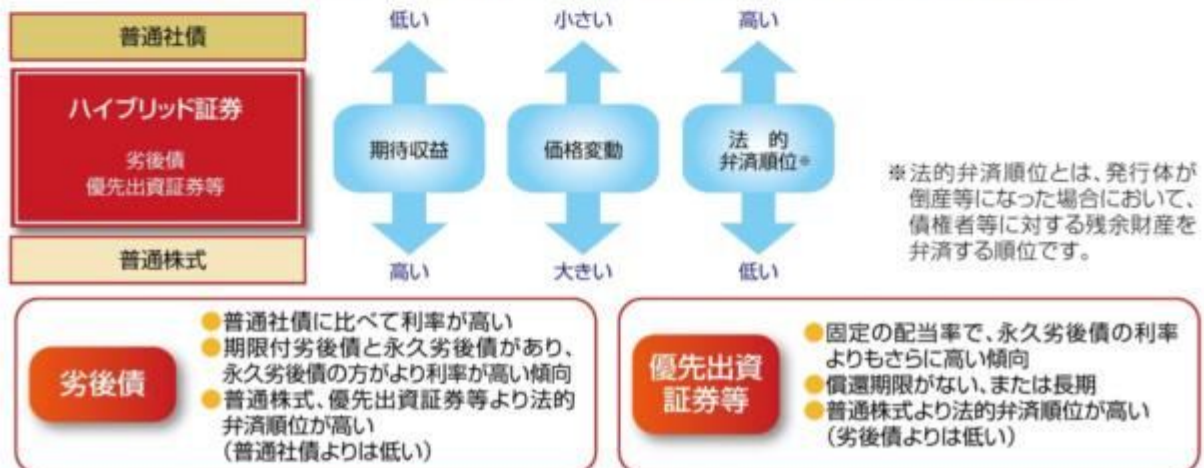 普通社債
ハイブリッド証券
劣後債
優先出資証券等
普通株式
低い
期待収益
高い
小さい
価格変動
大きい
高い
法的
弁済順位※
低い
※法的弁済順位とは、発行体が
倒産等になった場合において、
債権者等に対する残余財産を
弁済する順位です。
劣後債
●普通社債に比べて利率が高い
●期限付劣後債と永久劣後債があり、
永久劣後債の方がより利率が高い傾向
●普通株式、優先出資証券等より法的
弁済順位が高い
(普通社債よりは低い)
優先出資
証券等
●固定の配当率で、永久劣後債の利率
よりもさらに高い傾向
●償還期限がない、または長期
●普通株式より法的弁済順位が高い
(劣後債よりは低い)